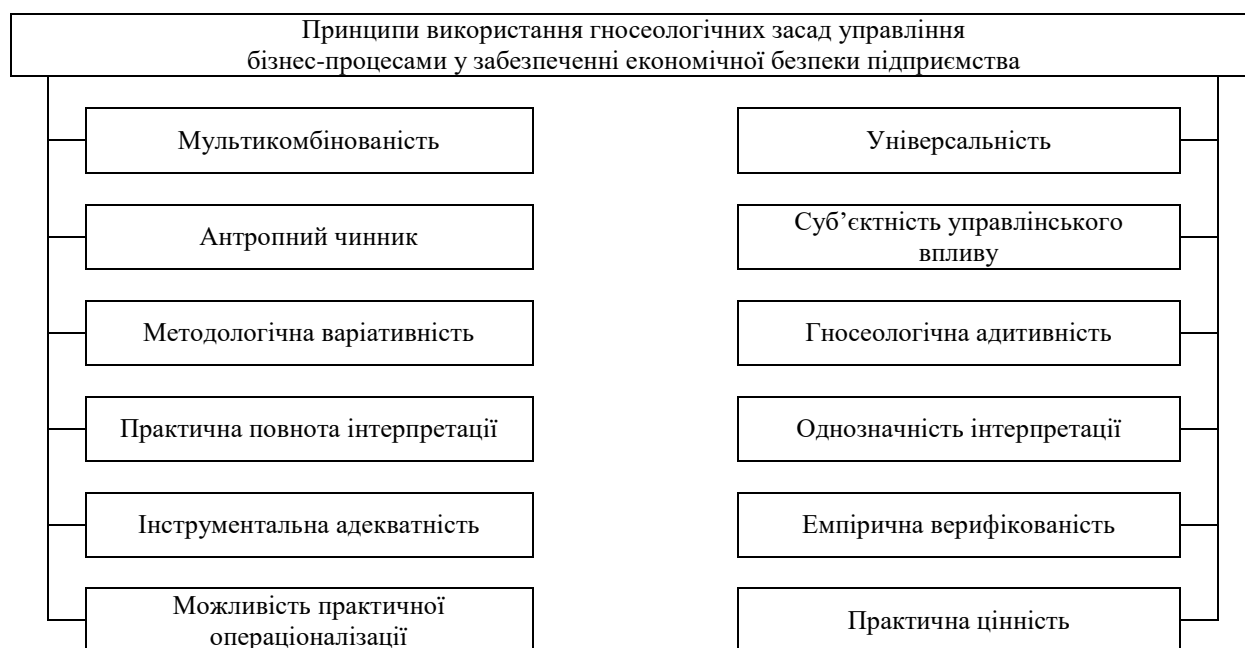 Принципи використання гносеологічних засад управління
бізнес-процесами у забезпеченні економічної безпеки підприємства
Мультикомбінованість
Універсальність
Антропний чинник
Суб’єктність управлінського
впливу
Методологічна варіативність
Гносеологічна адитивність
Практична повнота інтерпретації
Однозначність інтерпретації
Інструментальна адекватність
Емпірична верифікованість
Можливість практичної
операціоналізації
Практична цінність